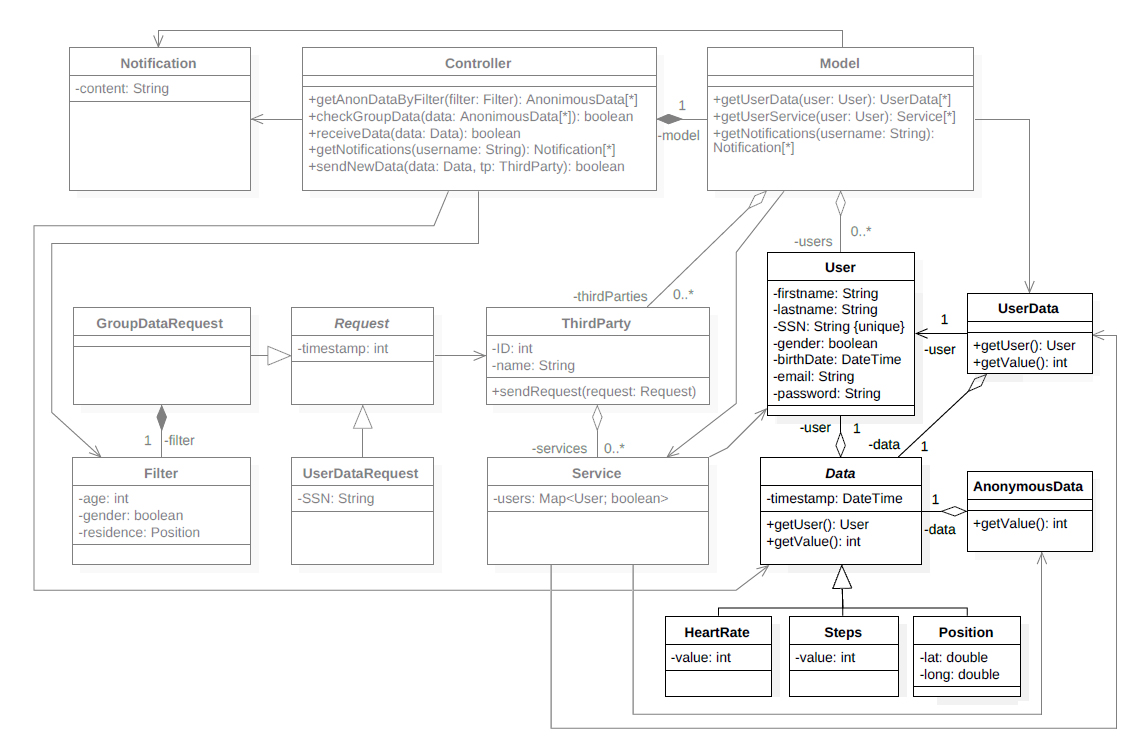 Notification
-content: String
Controller
+getAnonDataByFilter(filter: Filter): AnonimousData[*]
+checkGroupData(data: AnonimousData[*]): boolean
+receiveData(data: Data): boolean
+getNotifications(username: String): Notification[*]
+sendNewData(data: Data, tp: ThirdParty): boolean
1
-model
Model
+getUserData(user: User): UserData[*]
+getUserService(user: User): Service[*]
+getNotifications(username: String):
Notification[*]
-users
0..*
-thirdParties
0..*
User
-firstname: String
-lastname: String
-SSN: String {unique}
-gender: boolean
-birthDate: DateTime
-email: String
-password: String
1
-user
UserData
+getUser(): User
+getValue(): int
GroupDataRequest
Request
-timestamp: int
ThirdParty
-ID: int
-name: String
+sendRequest(request: Request)
1
-filter
-services
0..*
-user
1
-data
1
Filter
-age: int
-gender: boolean
-residence: Position
UserDataRequest
-SSN: String
Service
-users: Map<User; boolean>
Data
-timestamp: DateTime
+getUser(): User
+getValue(): int
1
-data
AnonymousData
+getValue(): int
HeartRate
-value: int
Steps
-value: int
Position
-lat: double
-long: double